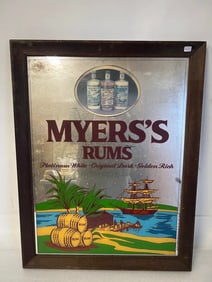 MYERS'S
RUMS
Platinum White · Original Dark · Golden Rich